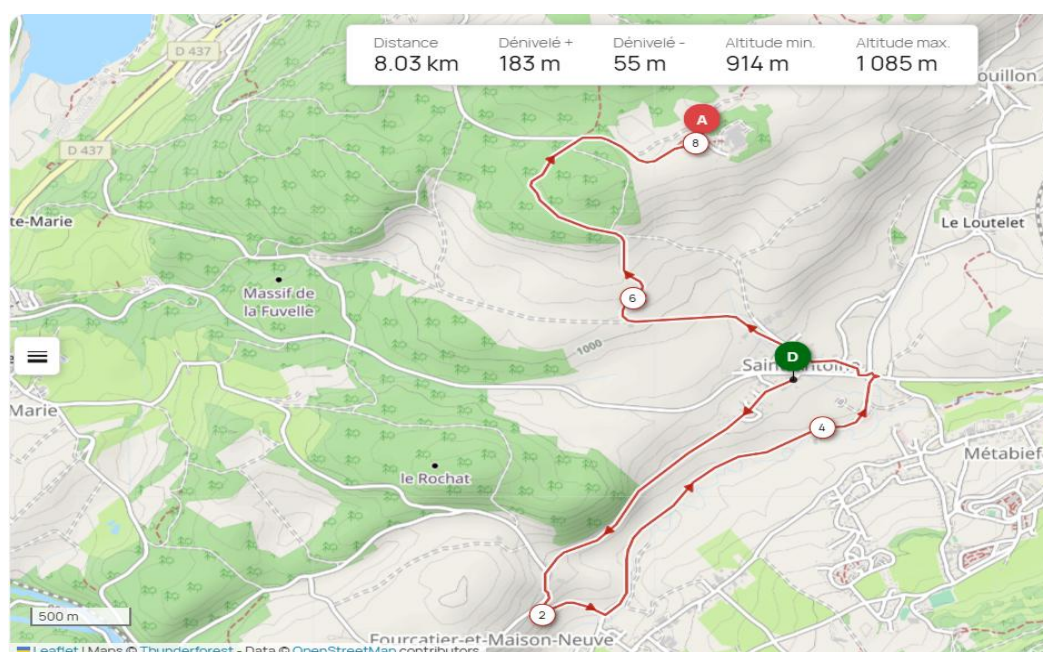 Distance
8.03 km
Dénivelé +
183 m
Dénivelé -
55 m
Altitude min.
914 m
Altitude max.
1 085 m
D 437
ouillon
A
8
D 437
te-Marie
Le Loutelet
Massif de
la Fuvelle
6
1000
D
Marie
4
Métabief
le Rochat
500 m
2
Fourcatier-et-Maison-Neuve
Leaflet | Maps © Thunderforest - Data © OpenStreetMap contributors